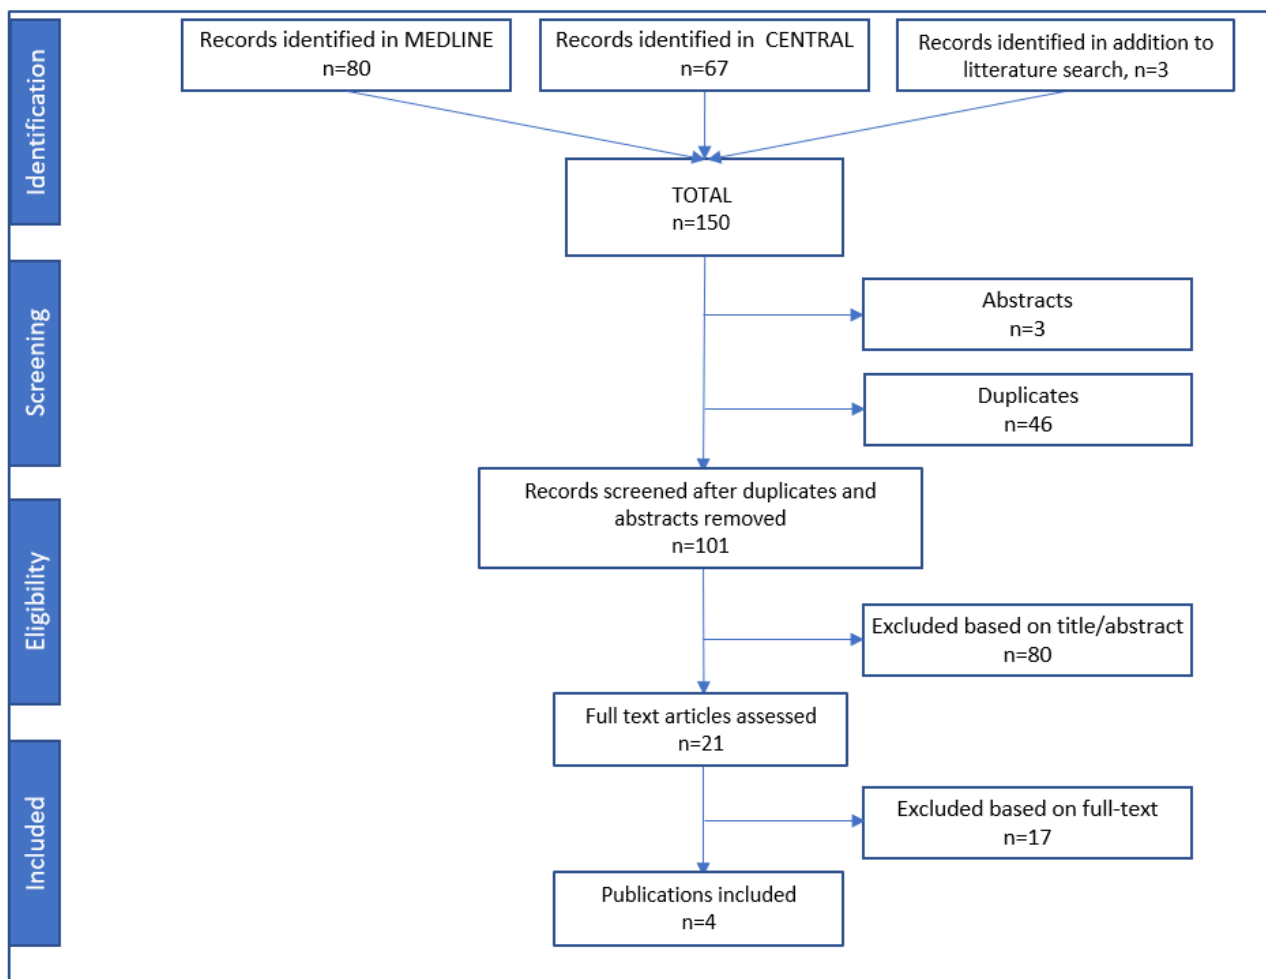 Identification
Records identified in MEDLINE
n=80
Records identified in  CENTRAL
n=67
Records identified in addition to
litterature search, n=3
TOTAL
n=150
Screening
Abstracts
n=3
Duplicates
n=46
Records screened after duplicates and
abstracts removed
n=101
Eligibility
Excluded based on title/abstract
n=80
Full text articles assessed
n=21
Included
Excluded based on full-text
n=17
Publications included
n=4